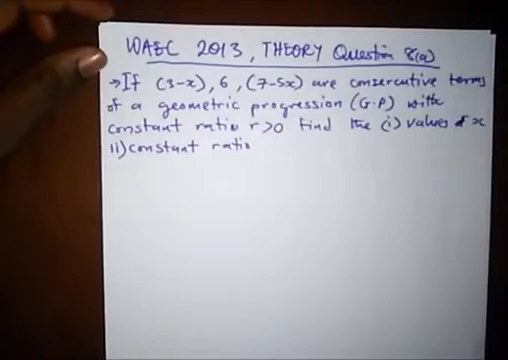 WAEC 2013, THEORY Question 8(a)
→If (3-x), 6, (7-5x) are consercutive terms
of a geometric progression (G.P) with
constant ratio r>0 find the (i) values of x
ii) constant ratio